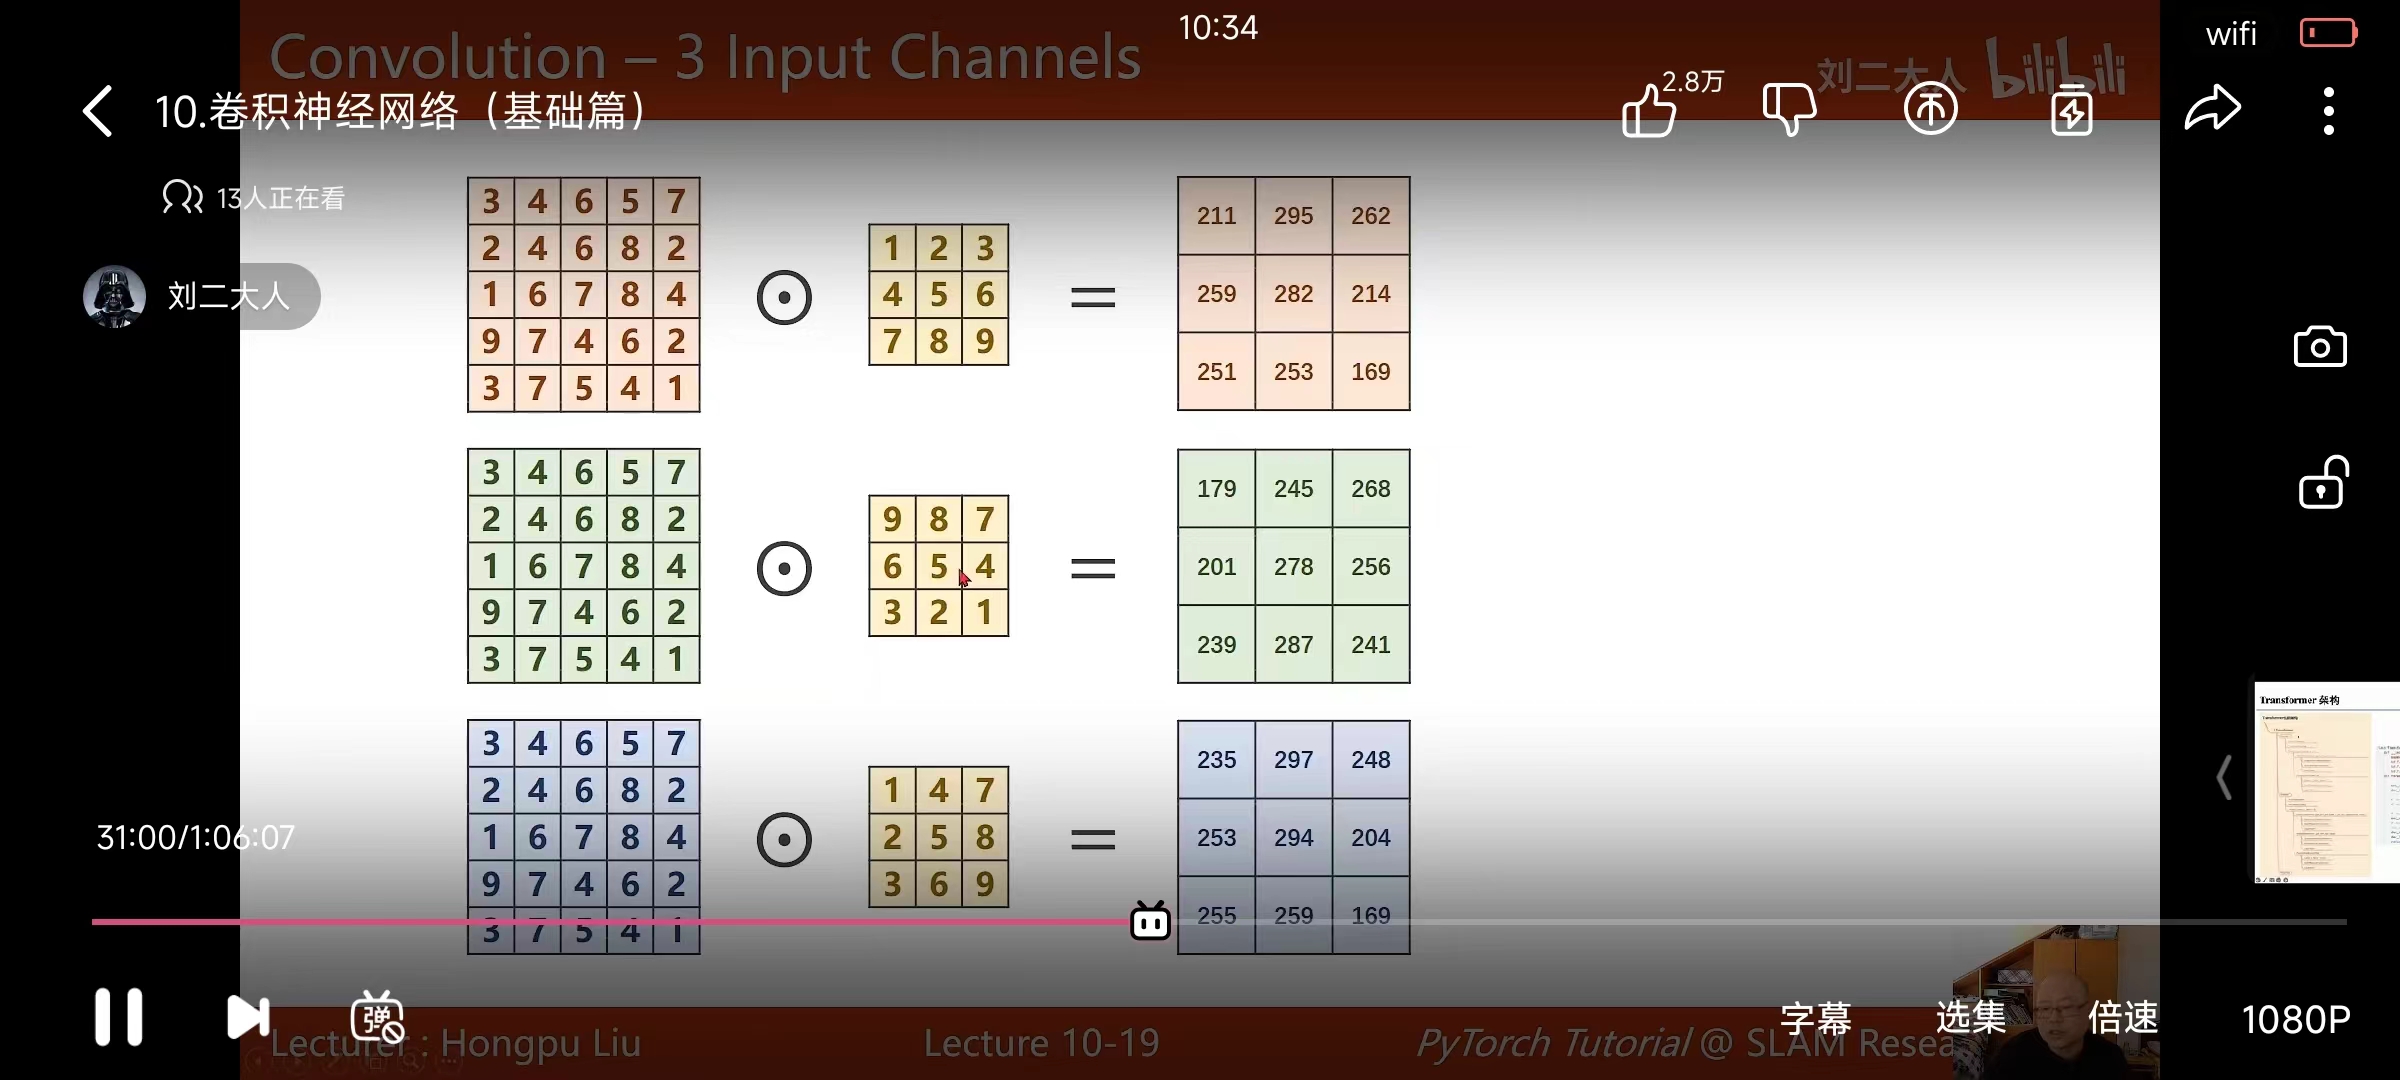 10:34
wifi
Convolution – 3 Input Channels
刘二大人 bilibili
10.卷积神经网络（基础篇）
2.8万
13人正在看
刘二大人
3 4 6 5 7
2 4 6 8 2
1 6 7 8 4
9 7 4 6 2
3 7 5 4 1
⊙
1 2 3
4 5 6
7 8 9
=
211 295 262
259 282 214
251 253 169
3 4 6 5 7
2 4 6 8 2
1 6 7 8 4
9 7 4 6 2
3 7 5 4 1
⊙
9 8 7
6 5 4
3 2 1
=
179 245 268
201 278 256
239 287 241
3 4 6 5 7
2 4 6 8 2
1 6 7 8 4
9 7 4 6 2
3 7 5 4 1
⊙
1 4 7
2 5 8
3 6 9
=
235 297 248
253 294 204
255 259 169
Transformer 架构
31:00/1:06:07
弹
字幕
选集
倍速
1080P
Lecturer : Hongpu Liu
Lecture 10-19
PyTorch Tutorial @ SLAM Resea